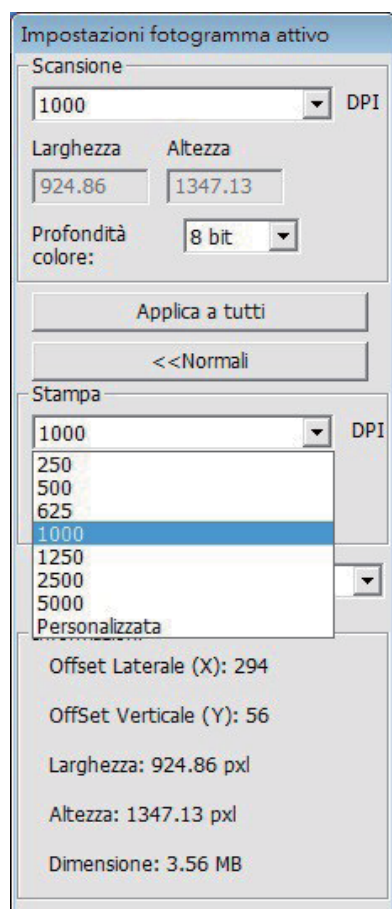 Impostazioni fotogramma attivo
Scansione
1000 DPI
Larghezza Altezza
924.86 1347.13
Profondità 8 bit
colore:
Applica a tutti
<<Normali
Stampa
1000 DPI
250
500
625
1000
1250
2500
5000
Personalizzata
Offset Laterale (X): 294
OffSet Verticale (Y): 56
Larghezza: 924.86 pxl
Altezza: 1347.13 pxl
Dimensione: 3.56 MB